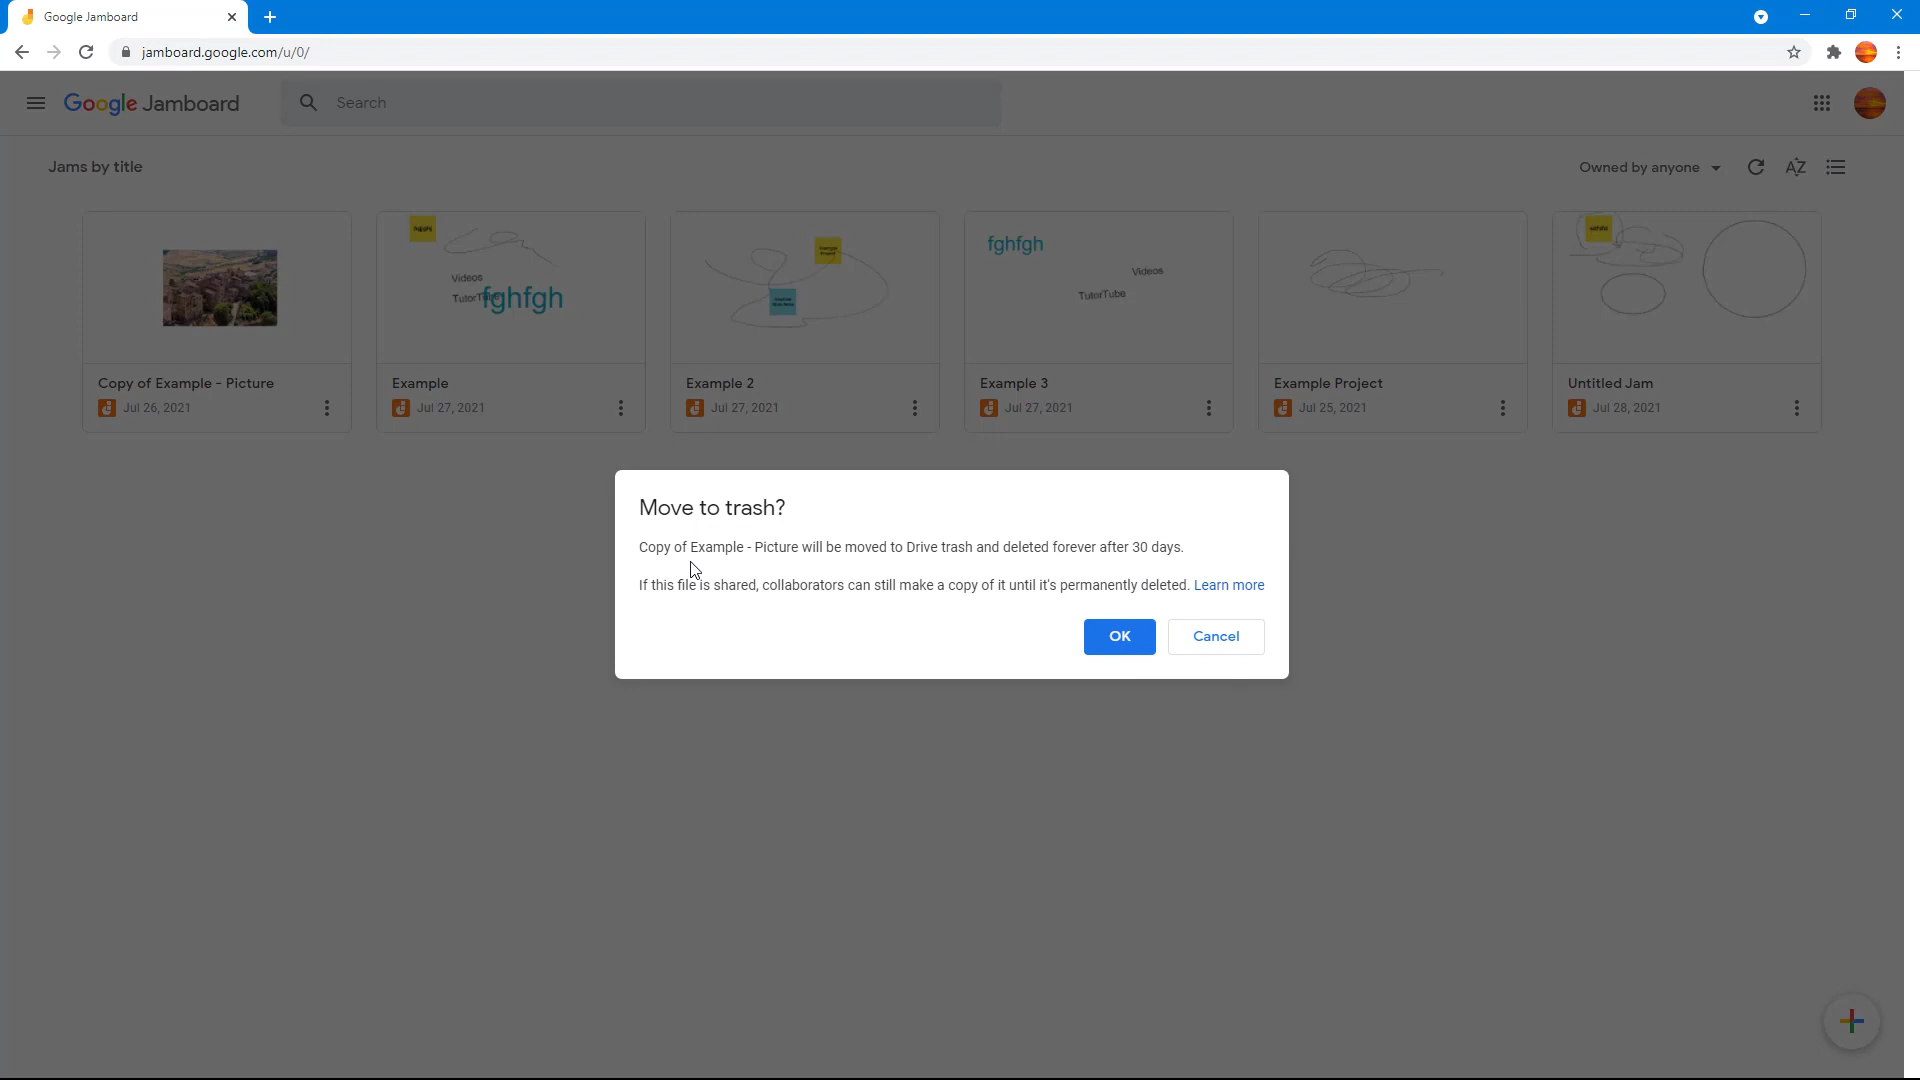 Google Jamboard
jamboard.google.com/u/0/
Google Jamboard
Search
Jams by title
Owned by anyone
AZ
Videos
TutorTube
fghfgh
fghfgh
Videos
TutorTube
Copy of Example - Picture
Jul 26, 2021
Example
Jul 27, 2021
Example 2
Jul 27, 2021
Example 3
Jul 27, 2021
Example Project
Jul 25, 2021
Untitled Jam
Jul 28, 2021
Move to trash?
Copy of Example - Picture will be moved to Drive trash and deleted forever after 30 days.
If this file is shared, collaborators can still make a copy of it until it's permanently deleted. Learn more
OK
Cancel